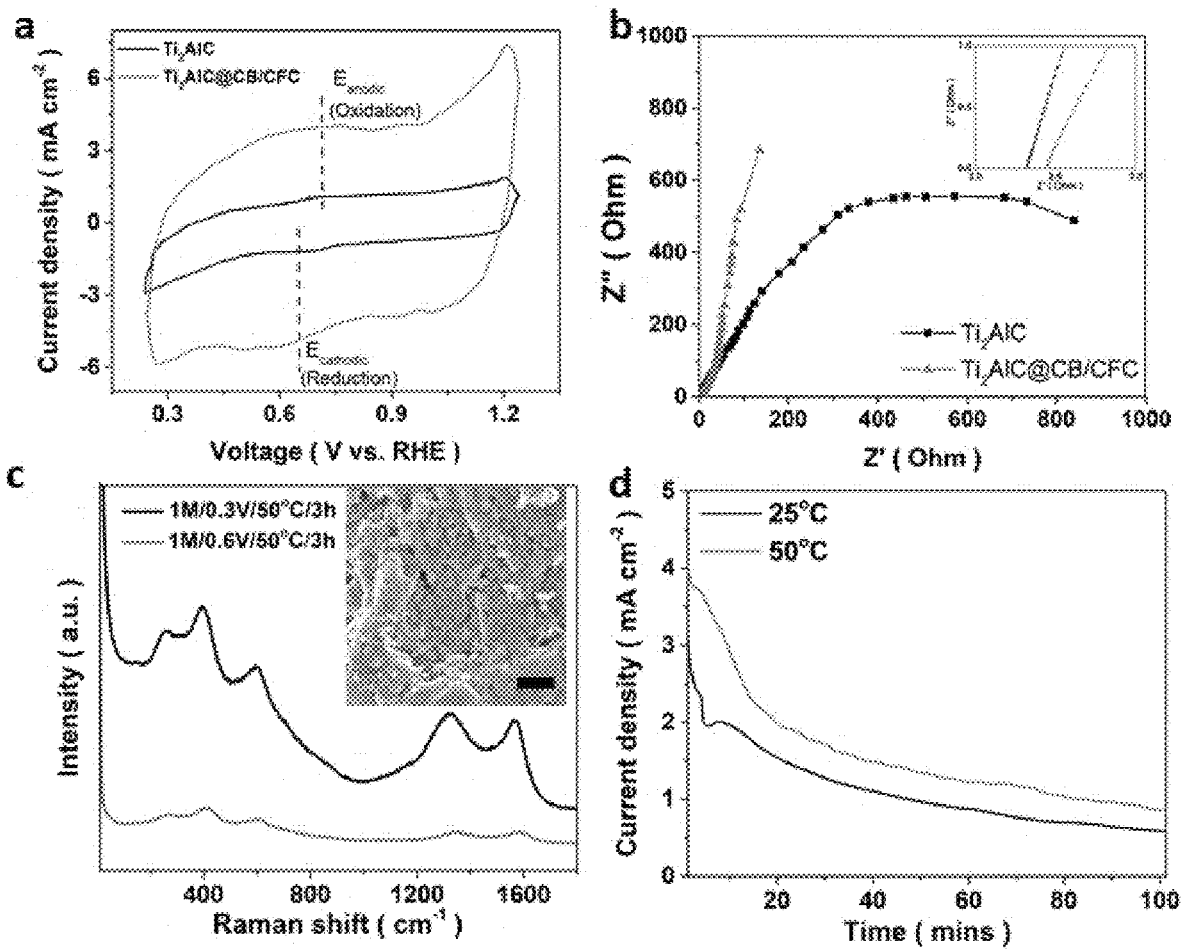 a
Ti2AlC
Ti2AlC@CB/CFC
Eanodic
(Oxidation)
Ecathodic
(Reduction)
6
3
0
-3
-6
0.3
0.6
0.9
1.2
Current density ( mA cm-2 )
Voltage ( V vs. RHE )
b
1000
800
600
400
200
0
0
200
400
600
800
1000
Z'' ( Ohm )
Z' ( Ohm )
Ti2AlC
Ti2AlC@CB/CFC
c
1M/0.3V/50°C/3h
1M/0.6V/50°C/3h
Intensity ( a.u. )
400
800
1200
1600
Raman shift ( cm-1 )
d
25°C
50°C
5
4
3
2
1
0
20
40
60
80
100
Current density ( mA cm-2 )
Time ( mins )